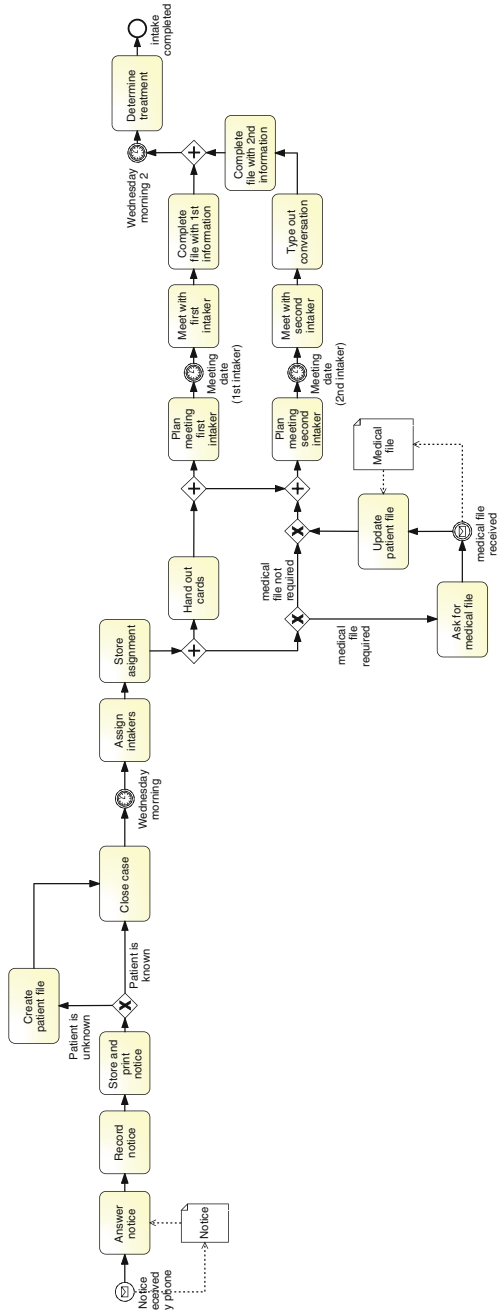 Notice
eceived
y phone
Notice
Answer
notice
Record
notice
Store and
print
notice
Patient is
unknown
Create
patient file
Patient is
known
Close case
Wednesday
morning
Assign
intakers
Store
asignment
Hand out
cards
medical
file not
required
medical
file
required
Ask for
medical file
medical file
received
Medical
file
Update
patient file
Plan
meeting
first
intaker
Meeting
date
(1st intaker)
Meet with
first
intaker
Complete
file with 1st
information
Plan
meeting
second
intaker
Meeting
date
(2nd intaker)
Meet with
second
intaker
Type out
conversation
Complete
file with 2nd
information
Wednesday
morning 2
Determine
treatment
intake
completed